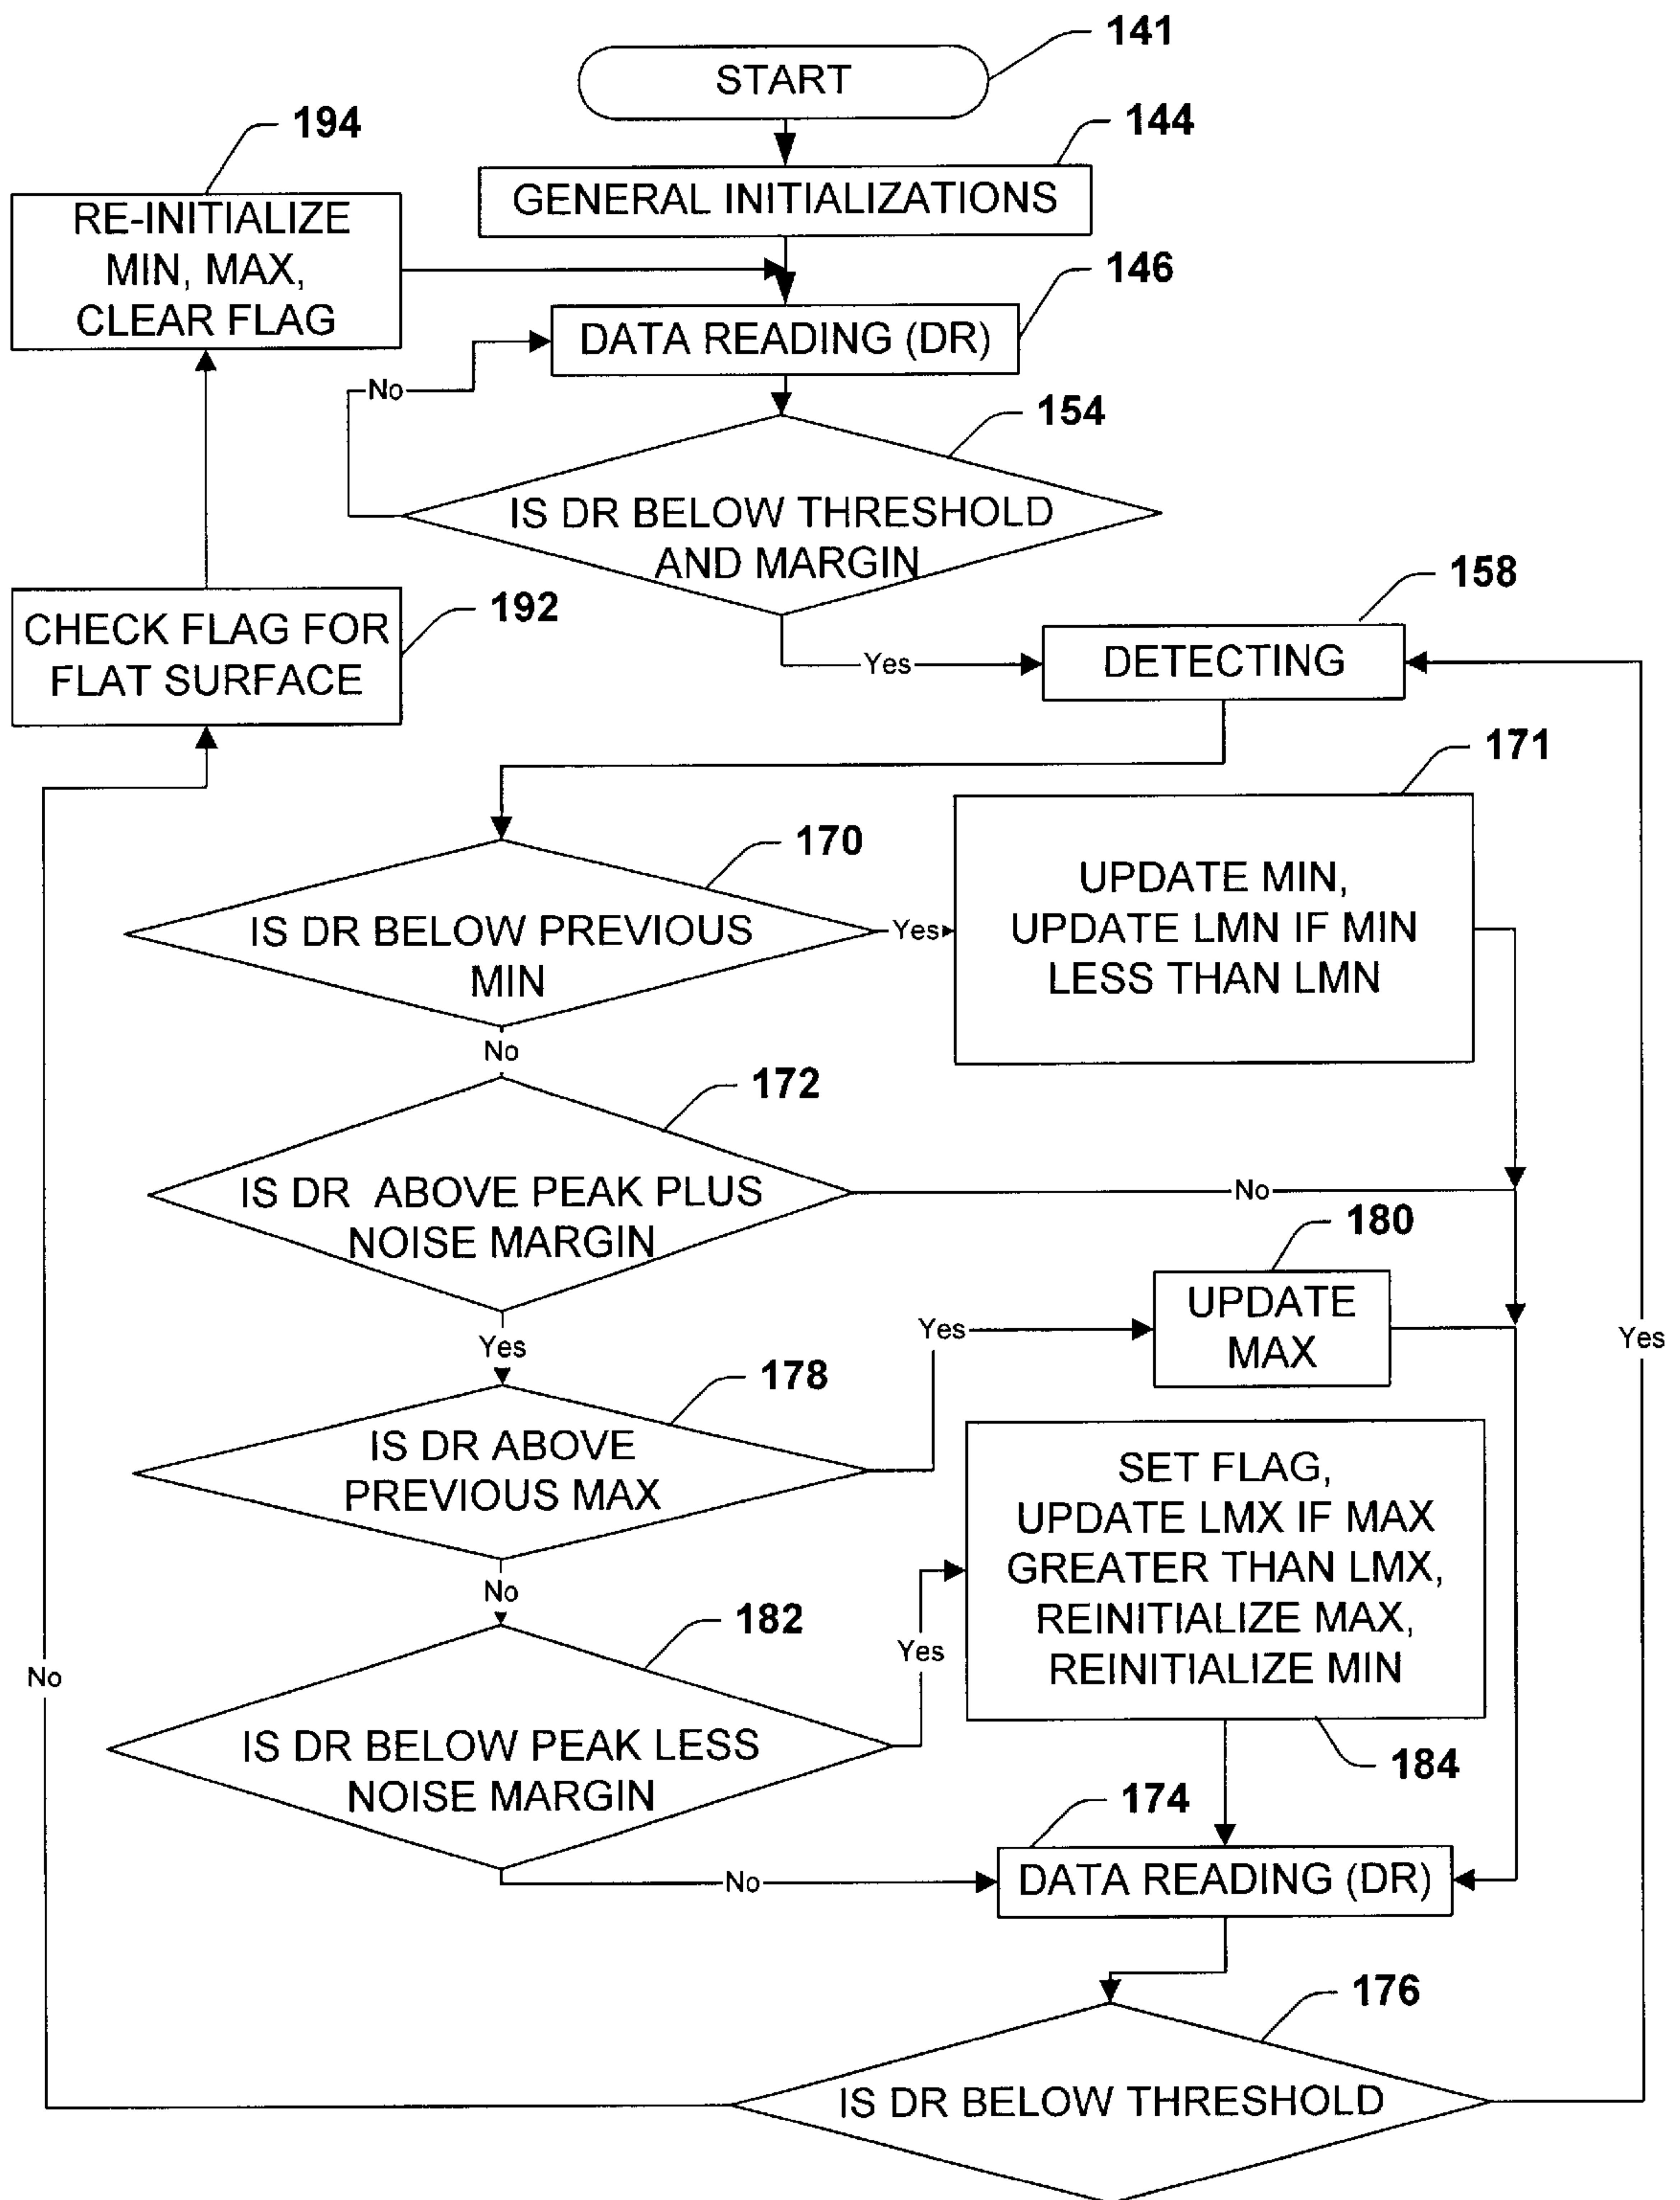 141
START
194
144
RE-INITIALIZE
MIN, MAX,
CLEAR FLAG
GENERAL INITIALIZATIONS
146
DATA READING (DR)
No
154
IS DR BELOW THRESHOLD
AND MARGIN
158
192
CHECK FLAG FOR
FLAT SURFACE
Yes
DETECTING
171
170
UPDATE MIN,
UPDATE LMN IF MIN
LESS THAN LMN
IS DR BELOW PREVIOUS
MIN
Yes
No
172
IS DR ABOVE PEAK PLUS
NOISE MARGIN
No
180
UPDATE
MAX
Yes
Yes
Yes
178
IS DR ABOVE
PREVIOUS MAX
SET FLAG,
UPDATE LMX IF MAX
GREATER THAN LMX,
REINITIALIZE MAX,
REINITIALIZE MIN
No
182
Yes
No
IS DR BELOW PEAK LESS
NOISE MARGIN
184
174
No
DATA READING (DR)
176
IS DR BELOW THRESHOLD